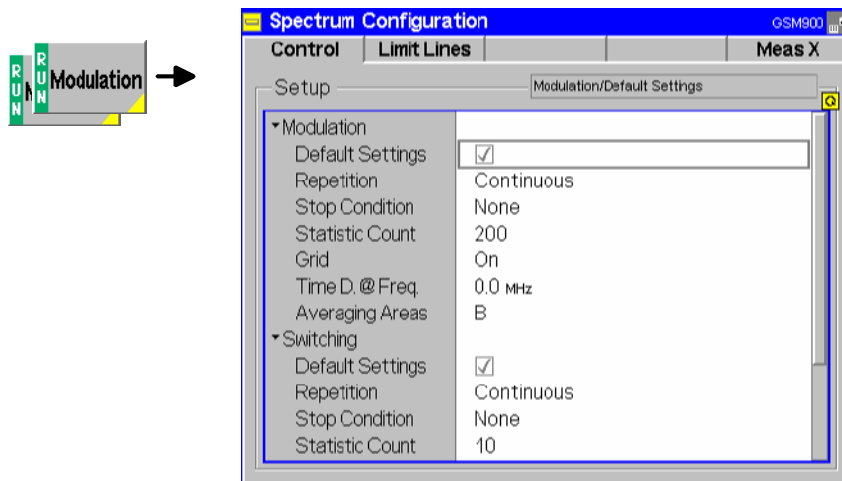 Spectrum Configuration GSM900
Control Limit Lines Meas X
RUN
RUN Modulation
Setup Modulation/Default Settings
Modulation
Default Settings
Repetition Continuous
Stop Condition None
Statistic Count 200
Grid On
Time D. @ Freq. 0.0 MHz
Averaging Areas B
Switching
Default Settings
Repetition Continuous
Stop Condition None
Statistic Count 10